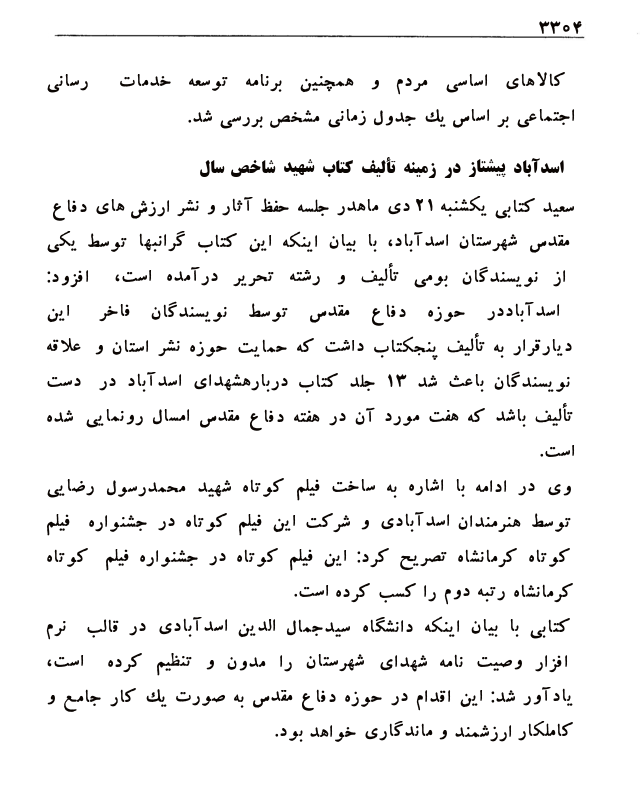 ۳۳۰۴
کالاهای اساسی مردم و همچنین برنامه توسعه خدمات رسانی
اجتماعی بر اساس یك جدول زمانی مشخص بررسی شد.
اسدآباد پیشتاز در زمینه تألیف کتاب شهید شاخص سال
سعید کتابی یکشنبه ۲۱ دی ماهدر جلسه حفظ آثار و نشر ارزش های دفاع
مقدس شهرستان اسدآباد، با بیان اینکه این کتاب گرانبها توسط یکی
از نویسندگان بومی تألیف و رشته تحریر درآمده است، افزود:
اسدآباددر حوزه دفاع مقدس توسط نویسندگان فاخر این
دیارقرار به تألیف پنجکتاب داشت که حمایت حوزه نشر استان و علاقه
نویسندگان باعث شد ۱۳ جلد کتاب دربارهشهدای اسدآباد در دست
تألیف باشد که هفت مورد آن در هفته دفاع مقدس امسال رونمایی شده
است.
وی در ادامه با اشاره به ساخت فیلم کوتاه شهید محمدرسول رضایی
توسط هنرمندان اسدآبادی و شرکت این فیلم کوتاه در جشنواره فیلم
کوتاه کرمانشاه تصریح کرد: این فیلم کوتاه در جشنواره فیلم کوتاه
کرمانشاه رتبه دوم را کسب کرده است.
کتابی با بیان اینکه دانشگاه سیدجمال الدین اسدآبادی در قالب نرم
افزار وصیت نامه شهدای شهرستان را مدون و تنظیم کرده است،
یادآور شد: این اقدام در حوزه دفاع مقدس به صورت یك کار جامع و
کاملکار ارزشمند و ماندگاری خواهد بود.